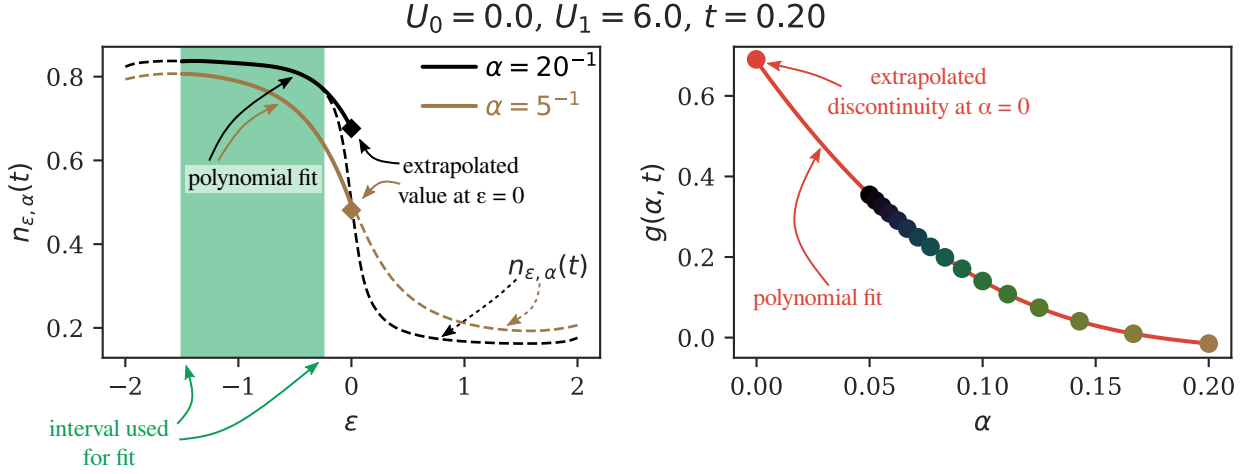 U₀ = 0.0, U₁ = 6.0, t = 0.20
n_{ε, α}(t)
0.8
0.6
0.4
0.2
α = 20⁻¹
α = 5⁻¹
polynomial fit
extrapolated
value at ε = 0
n_{ε, α}(t)
−2
−1
0
1
2
ε
interval used
for fit
g(α, t)
0.6
0.4
0.2
0.0
extrapolated
discontinuity at α = 0
polynomial fit
0.00
0.05
0.10
0.15
0.20
α